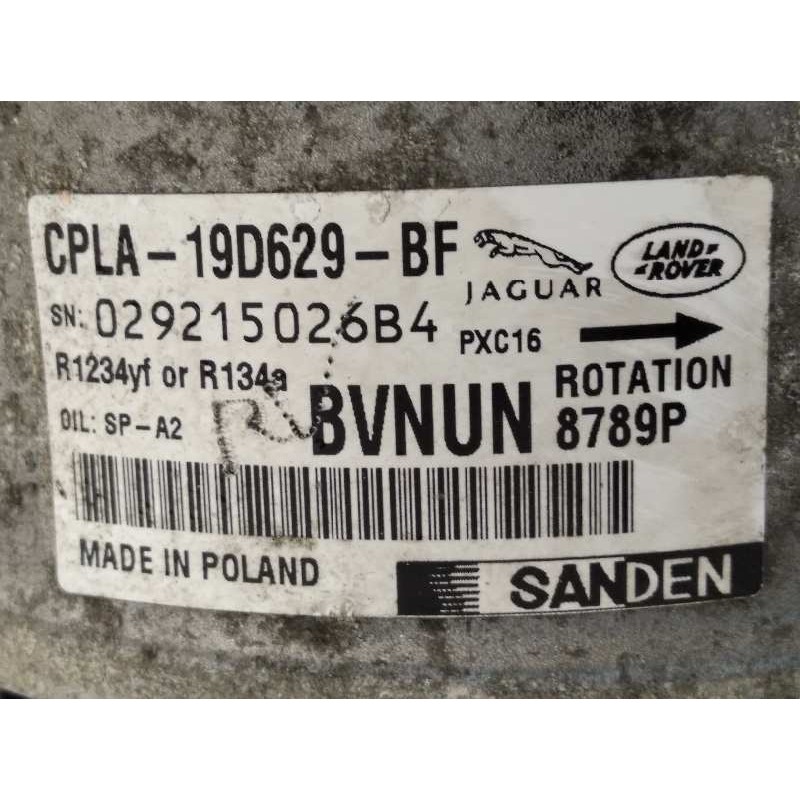 CPLA-19D629-BF
JAGUAR
LAND ROVER
SN: 029215026B4
PXC16
R1234yf or R134a
ROTATION
OIL: SP-A2
BVNUN
8789P
MADE IN POLAND
SANDEN